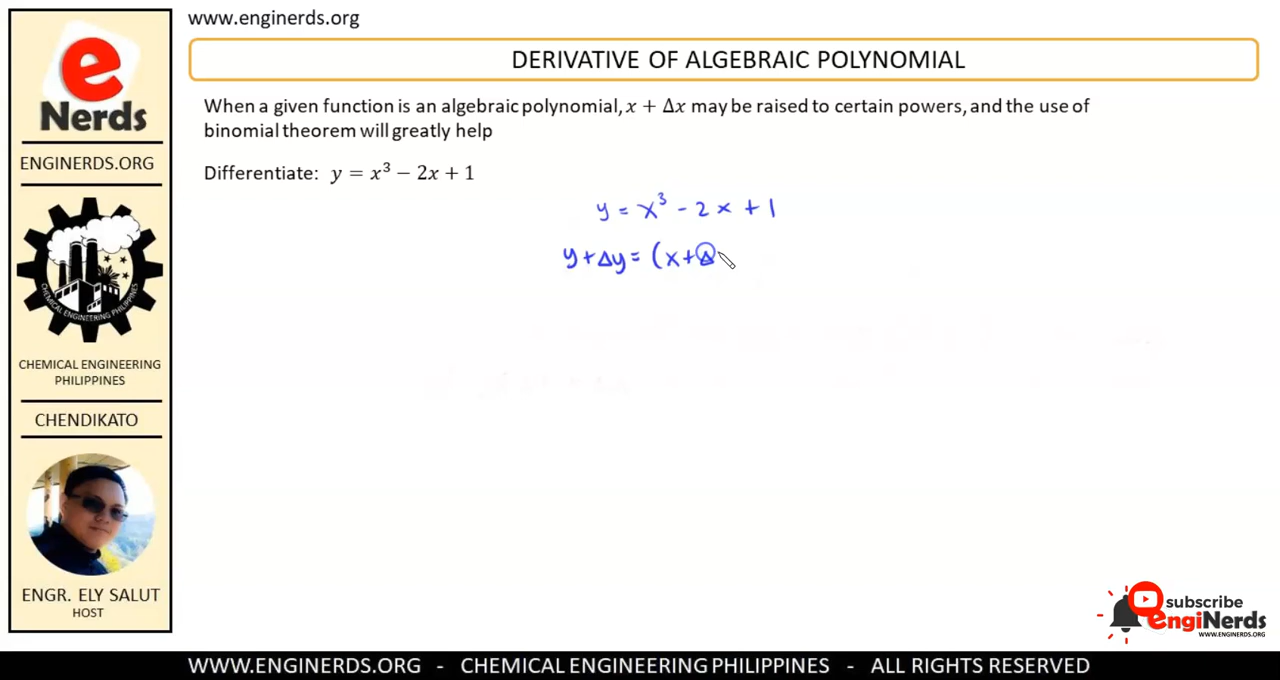 www.enginerds.org
DERIVATIVE OF ALGEBRAIC POLYNOMIAL
When a given function is an algebraic polynomial, x + Δx may be raised to certain powers, and the use of
binomial theorem will greatly help
Differentiate: y = x³ − 2x + 1
y = x³ - 2x + 1
y + Δy = (x + Δ
e
Nerds
ENGINERDS.ORG
CHEMICAL ENGINEERING PHILIPPINES
CHEMICAL ENGINEERING
PHILIPPINES
CHENDIKATO
ENGR. ELY SALUT
HOST
subscribe
engiNerds
WWW.ENGINERDS.ORG
WWW.ENGINERDS.ORG - CHEMICAL ENGINEERING PHILIPPINES - ALL RIGHTS RESERVED